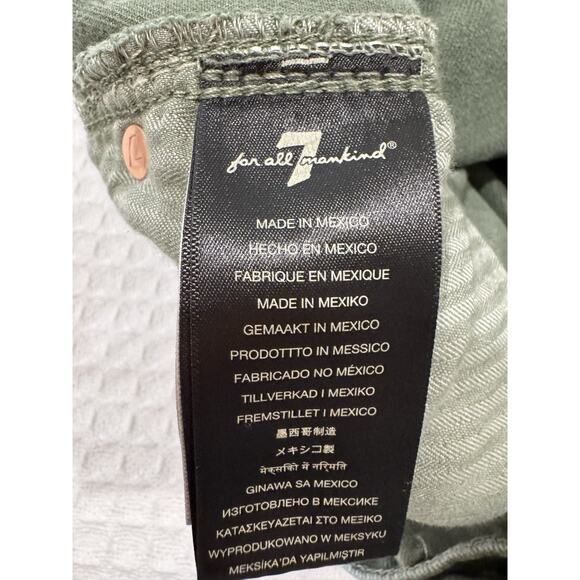 7
for all mankind®
MADE IN MEXICO
HECHO EN MEXICO
FABRIQUE EN MEXIQUE
MADE IN MEXIKO
GEMAAKT IN MEXICO
PRODOTTTO IN MESSICO
FABRICADO NO MÉXICO
TILLVERKAD I MEXIKO
FREMSTILLET I MEXICO
墨西哥制造
メキシコ製
मेक्सिको में निर्मित
GINAWA SA MEXICO
ИЗГОТОВЛЕНО В МЕКСИКЕ
ΚΑΤΑΣΚΕΥΑΖΕΤΑΙ ΣΤΟ ΜΕΞΙΚΟ
WYPRODUKOWANO W MEKSYKU
MEKSİKA'DA YAPILMIŞTIR